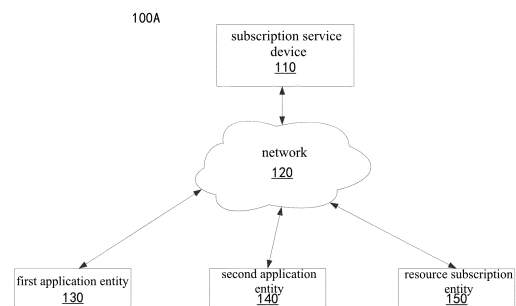 100A
subscription service
device
110
network
120
first application entity
130
second application
entity
140
resource subscription
entity
150